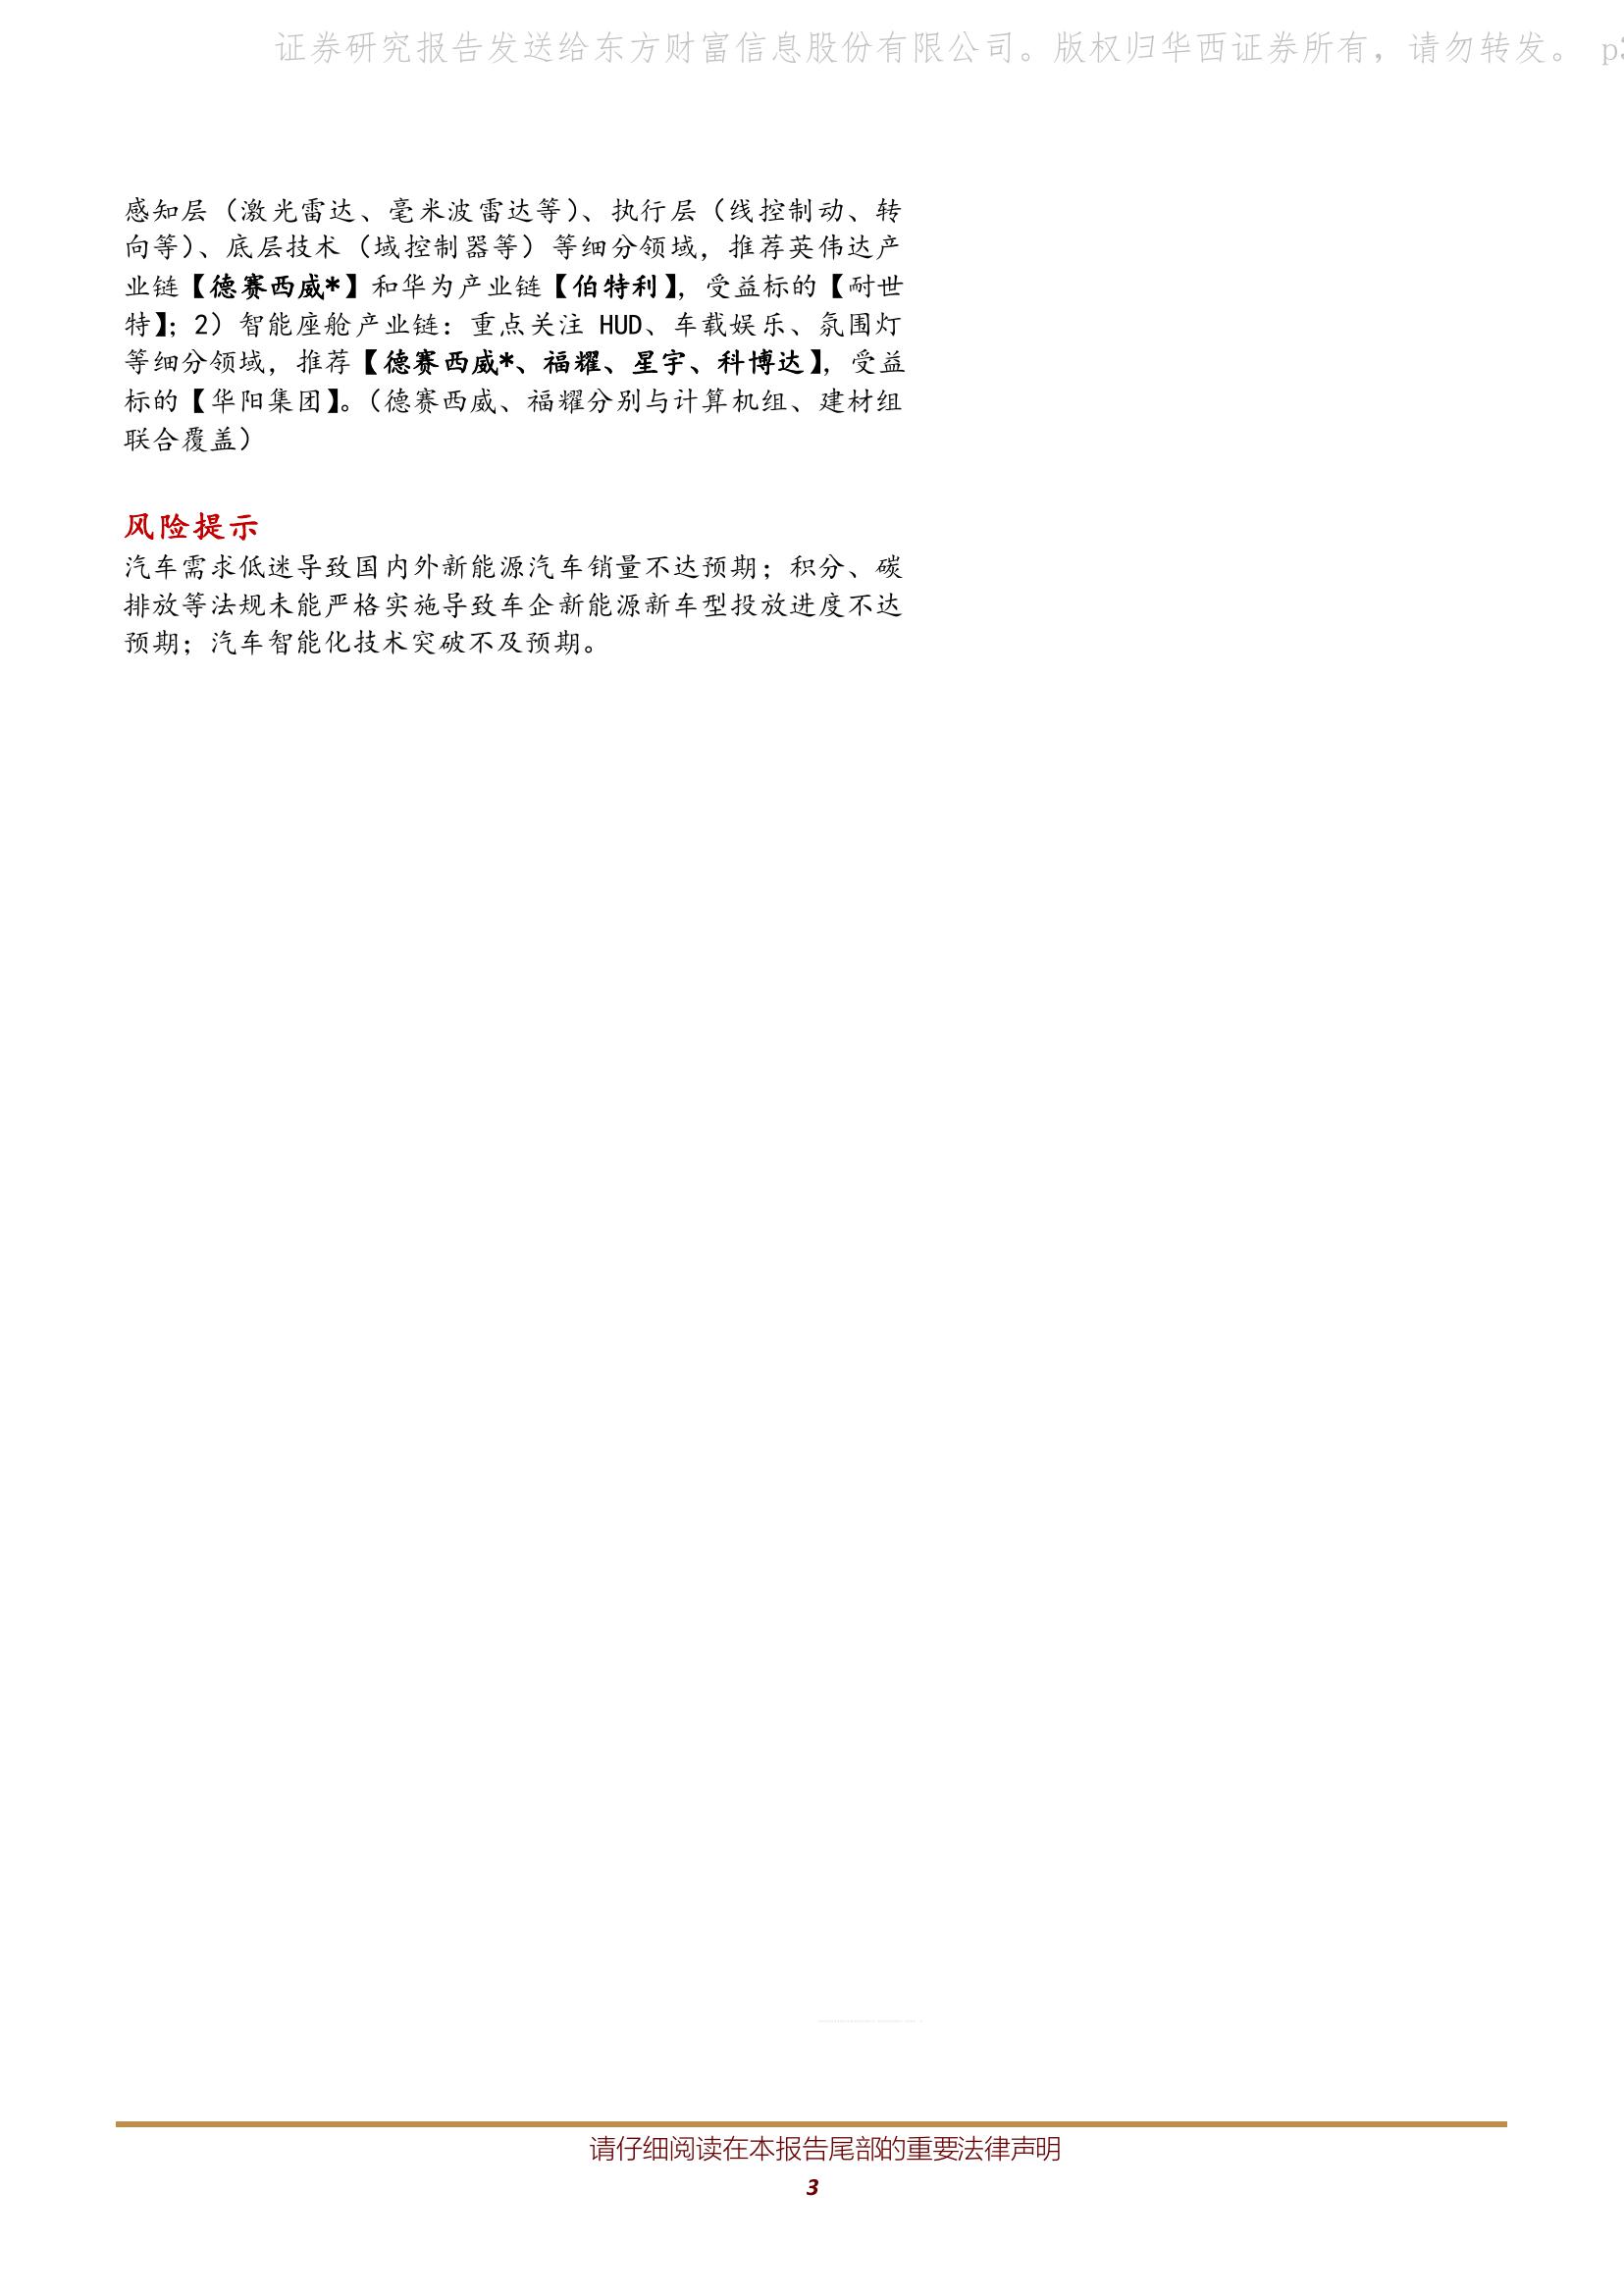 证券研究报告发送给东方财富信息股份有限公司。版权归华西证券所有，请勿转发。 p3
感知层（激光雷达、毫米波雷达等）、执行层（线控制动、转
向等）、底层技术（域控制器等）等细分领域，推荐英伟达产
业链【德赛西威*】和华为产业链【伯特利】，受益标的【耐世
特】；2）智能座舱产业链：重点关注 HUD、车载娱乐、氛围灯
等细分领域，推荐【德赛西威*、福耀、星宇、科博达】，受益
标的【华阳集团】。（德赛西威、福耀分别与计算机组、建材组
联合覆盖）
风险提示
汽车需求低迷导致国内外新能源汽车销量不达预期；积分、碳
排放等法规未能严格实施导致车企新能源新车型投放进度不达
预期；汽车智能化技术突破不及预期。
请仔细阅读在本报告尾部的重要法律声明
3